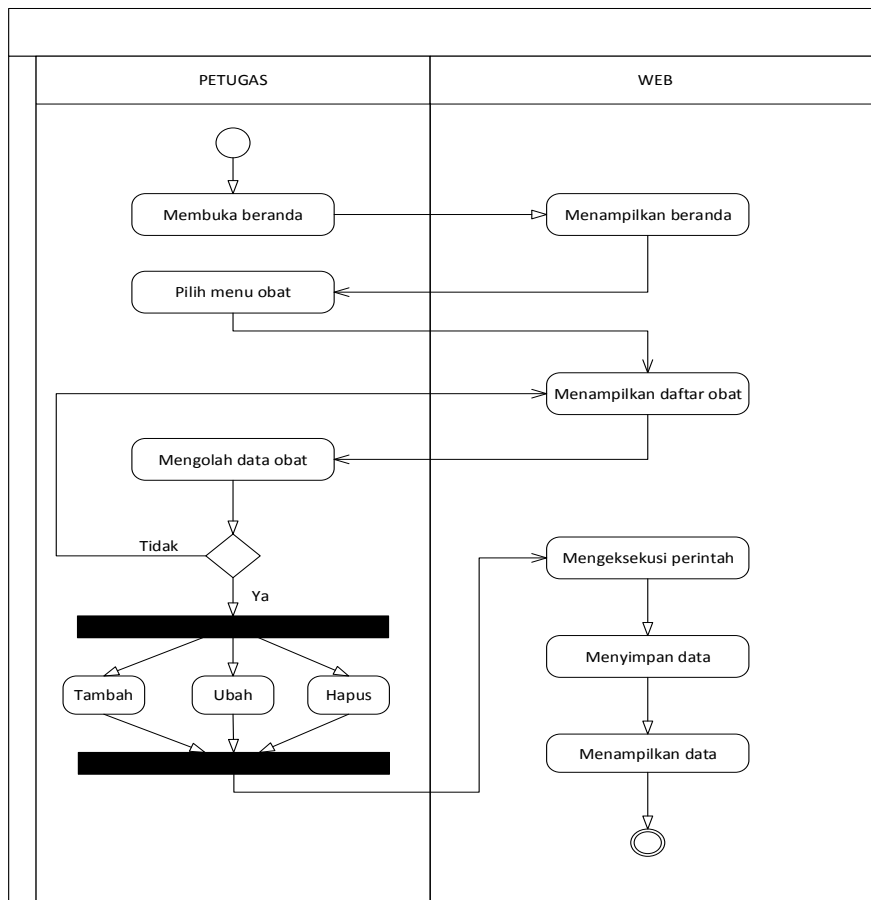 PETUGAS
WEB
Membuka beranda
Menampilkan beranda
Pilih menu obat
Menampilkan daftar obat
Mengolah data obat
Tidak
Mengeksekusi perintah
Ya
Menyimpan data
Tambah
Ubah
Hapus
Menampilkan data